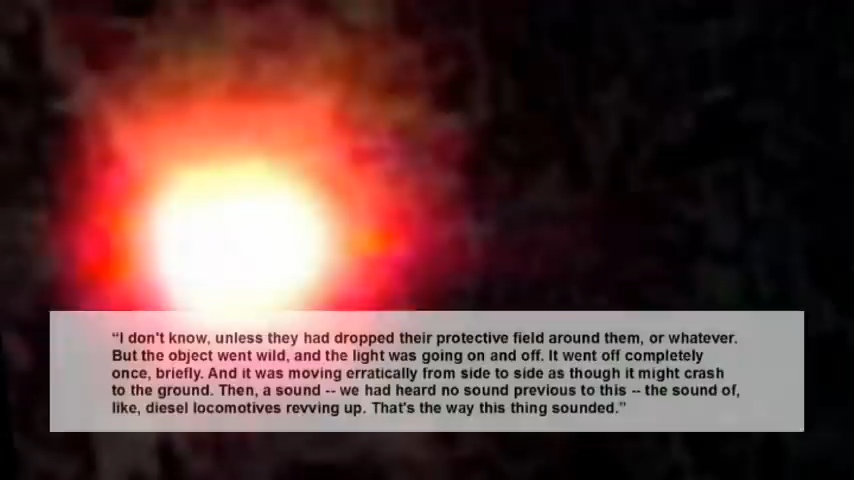 “I don't know, unless they had dropped their protective field around them, or whatever.
But the object went wild, and the light was going on and off. It went off completely
once, briefly. And it was moving erratically from side to side as though it might crash
to the ground. Then, a sound -- we had heard no sound previous to this -- the sound of,
like, diesel locomotives revving up. That's the way this thing sounded.”